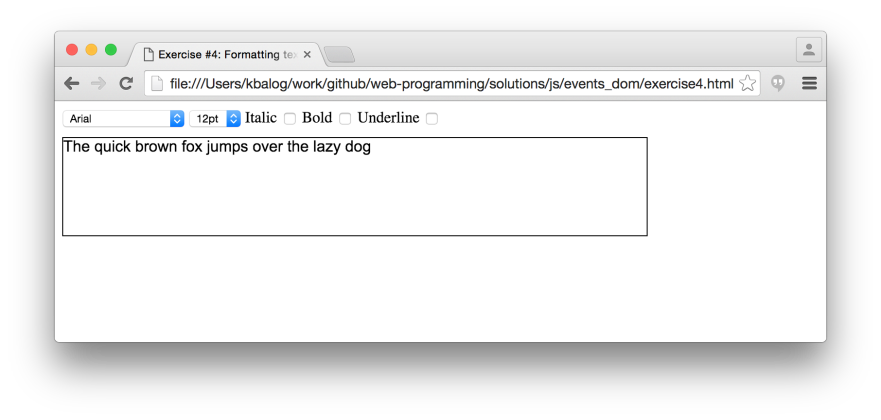 Exercise #4: Formatting te
file:///Users/kbalog/work/github/web-programming/solutions/js/events_dom/exercise4.html
Arial 12pt Italic Bold Underline
The quick brown fox jumps over the lazy dog